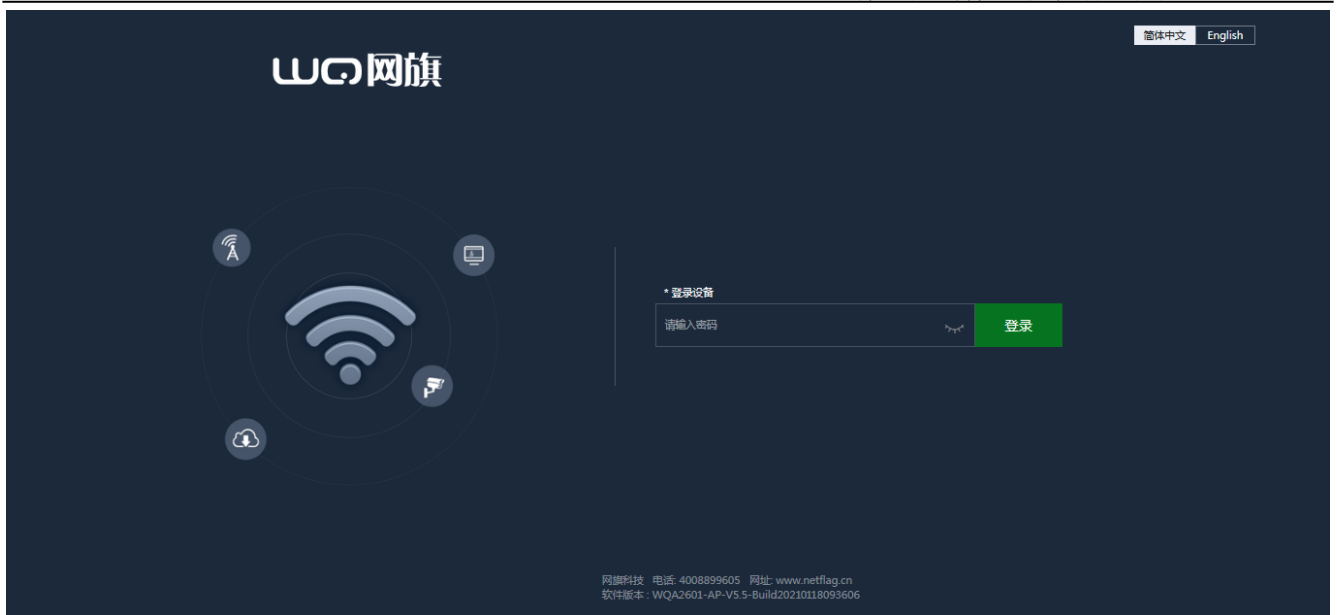 简体中文 English
WQ网旗
* 登录设备
请输入密码 登录
网旗科技 电话: 4008899605 网址: www.netflag.cn
软件版本 : WQA2601-AP-V5.5-Build20210118093606